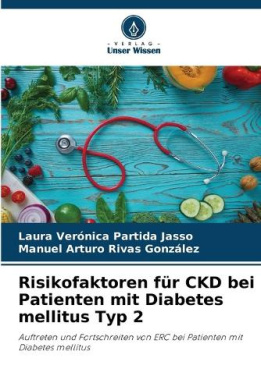 - VERLAG -
Unser Wissen
Laura Verónica Partida Jasso
Manuel Arturo Rivas González
Risikofaktoren für CKD bei
Patienten mit Diabetes
mellitus Typ 2
Auftreten und Fortschreiten von ERC bei Patienten mit
Diabetes mellitus